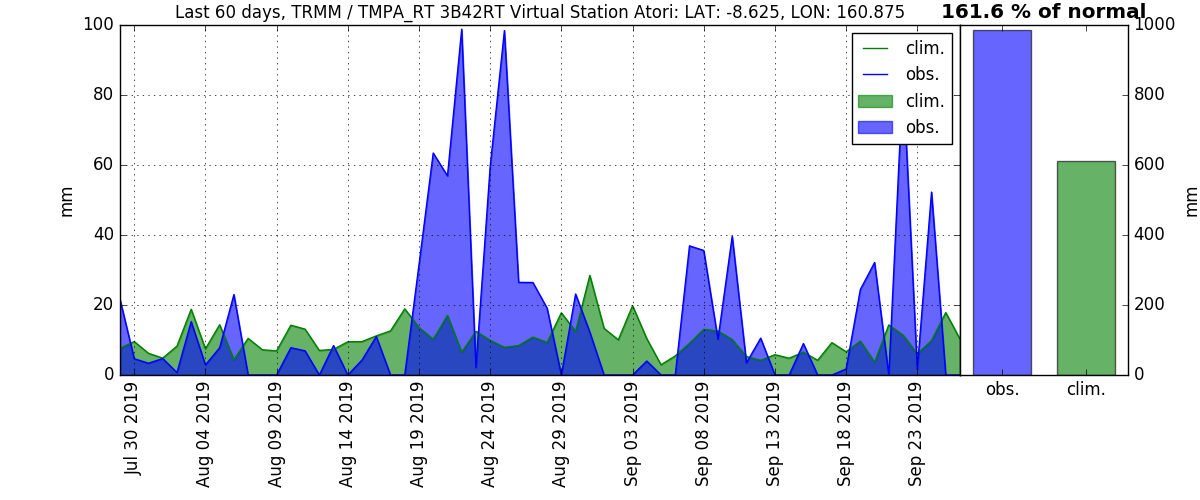 Last 60 days, TRMM / TMPA_RT 3B42RT Virtual Station Atori: LAT: -8.625, LON: 160.875
161.6 % of normal
100
80
60
40
20
0
mm
clim.
obs.
clim.
obs.
1000
800
600
400
200
0
mm
Jul 30 2019
Aug 04 2019
Aug 09 2019
Aug 14 2019
Aug 19 2019
Aug 24 2019
Aug 29 2019
Sep 03 2019
Sep 08 2019
Sep 13 2019
Sep 18 2019
Sep 23 2019
obs.
clim.